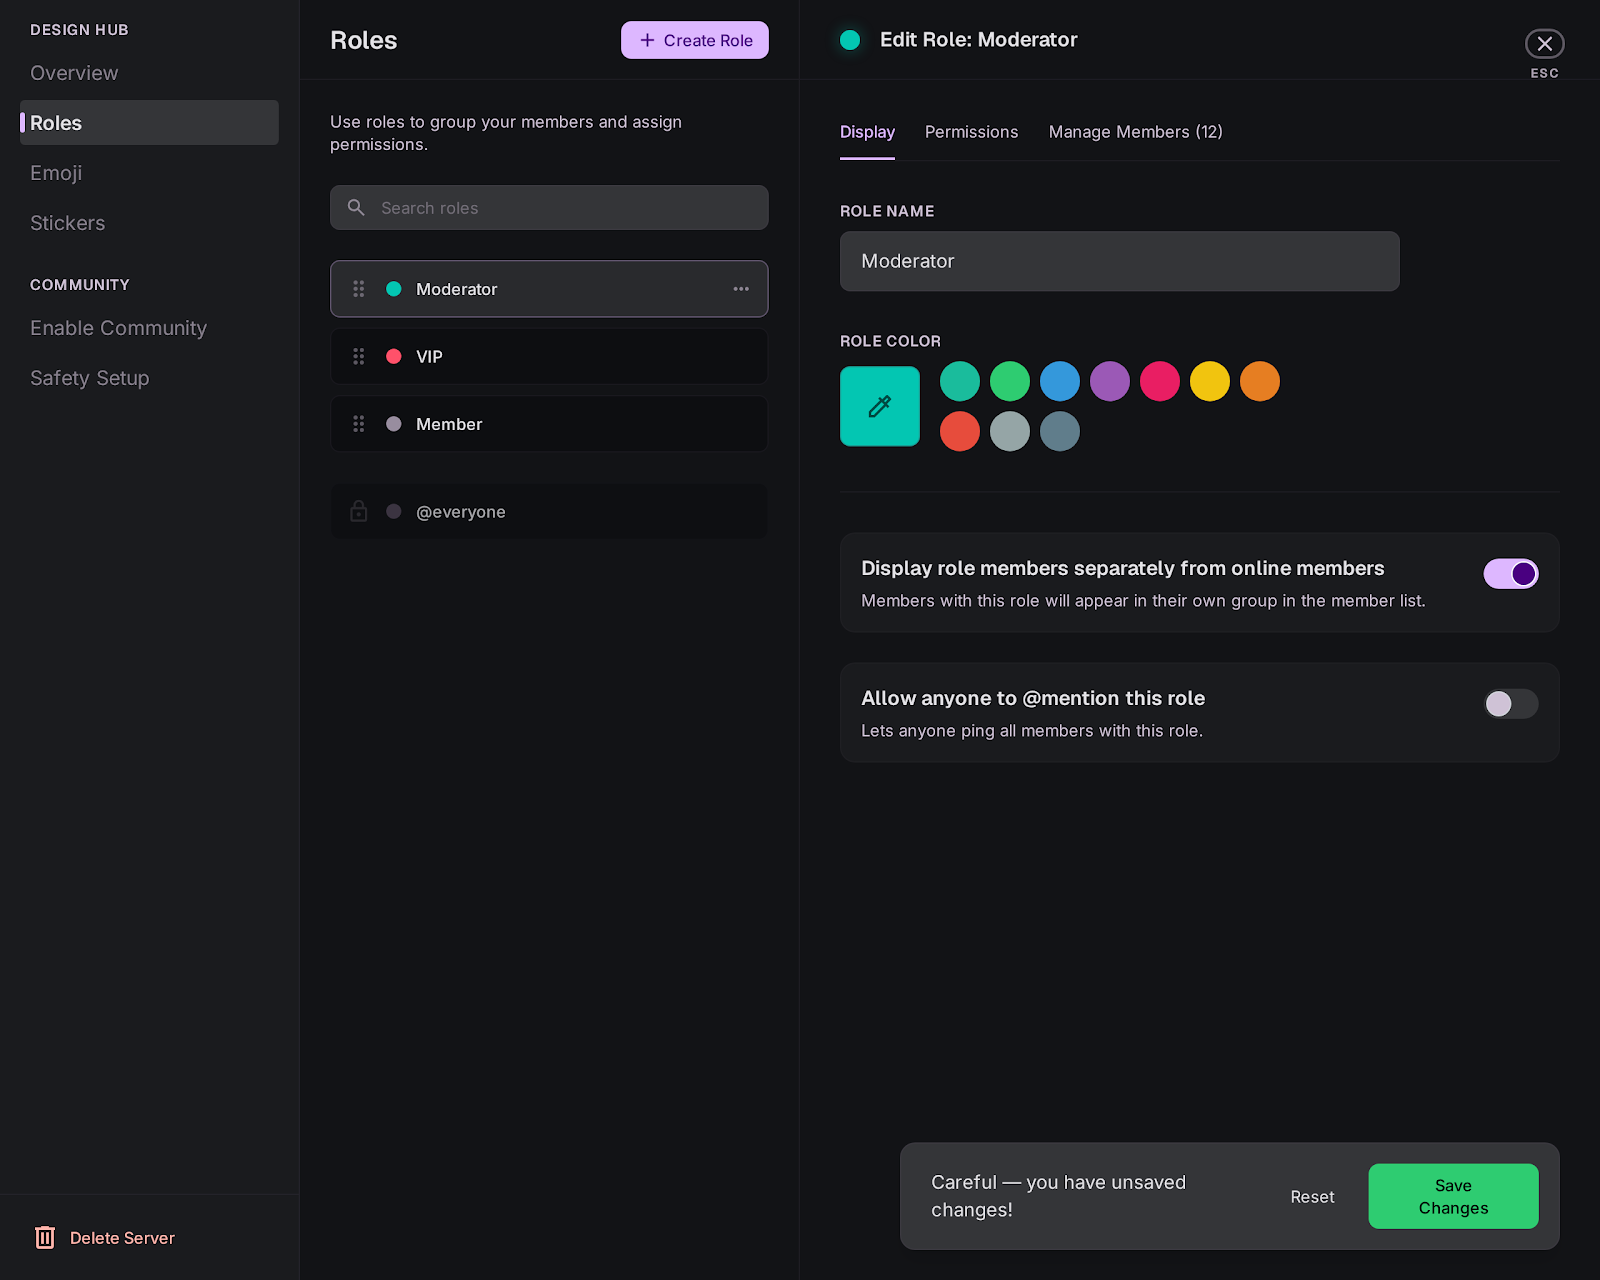 DESIGN HUB
Overview
Roles
Emoji
Stickers
COMMUNITY
Enable Community
Safety Setup
Delete Server
Roles
Create Role
Use roles to group your members and assign
permissions.
Search roles
Moderator
VIP
Member
@everyone
Edit Role: Moderator
ESC
Display
Permissions
Manage Members (12)
ROLE NAME
Moderator
ROLE COLOR
Display role members separately from online members
Members with this role will appear in their own group in the member list.
Allow anyone to @mention this role
Lets anyone ping all members with this role.
Careful — you have unsaved
changes!
Reset
Save
Changes